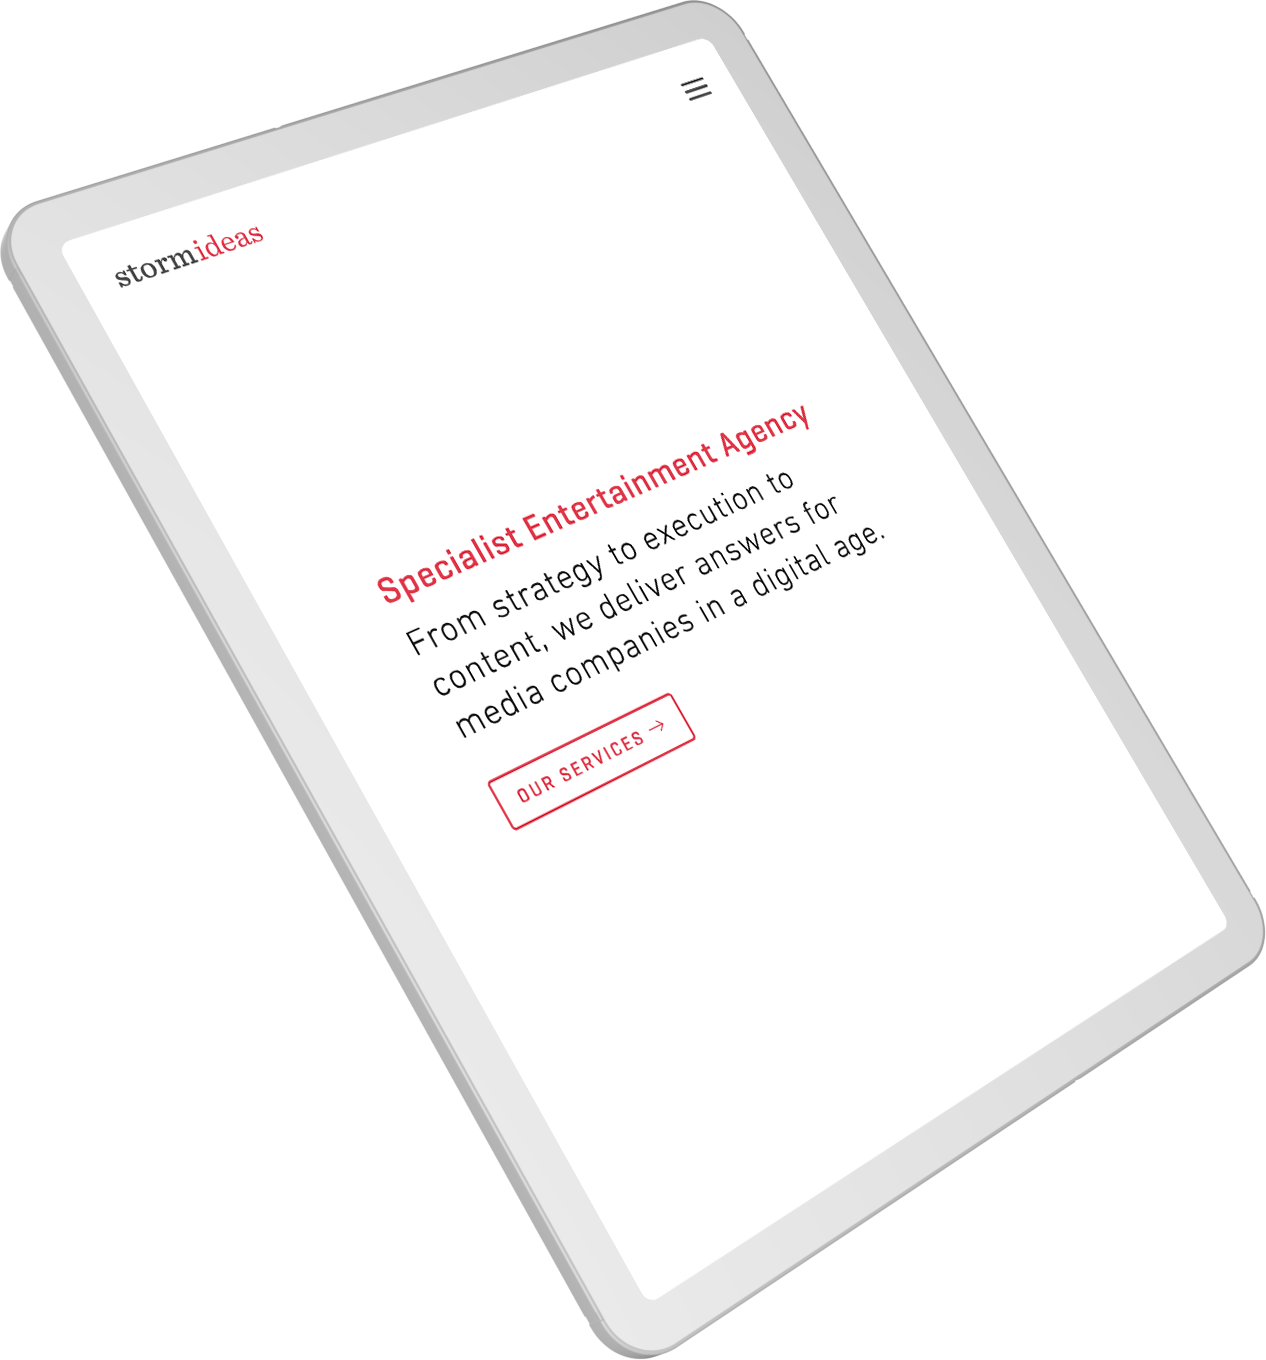 stormideas
Specialist Entertainment Agency
From strategy to execution to
content, we deliver answers for
media companies in a digital age.
OUR SERVICES →